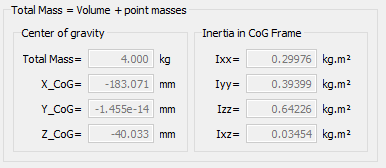 Total Mass = Volume + point masses
Center of gravity
Total Mass= 4.000 kg
X_CoG= -183.071 mm
Y_CoG= -1.455e-14 mm
Z_CoG= -40.033 mm
Inertia in CoG Frame
Ixx= 0.29976 kg.m²
Iyy= 0.39399 kg.m²
Izz= 0.64226 kg.m²
Ixz= 0.03454 kg.m²